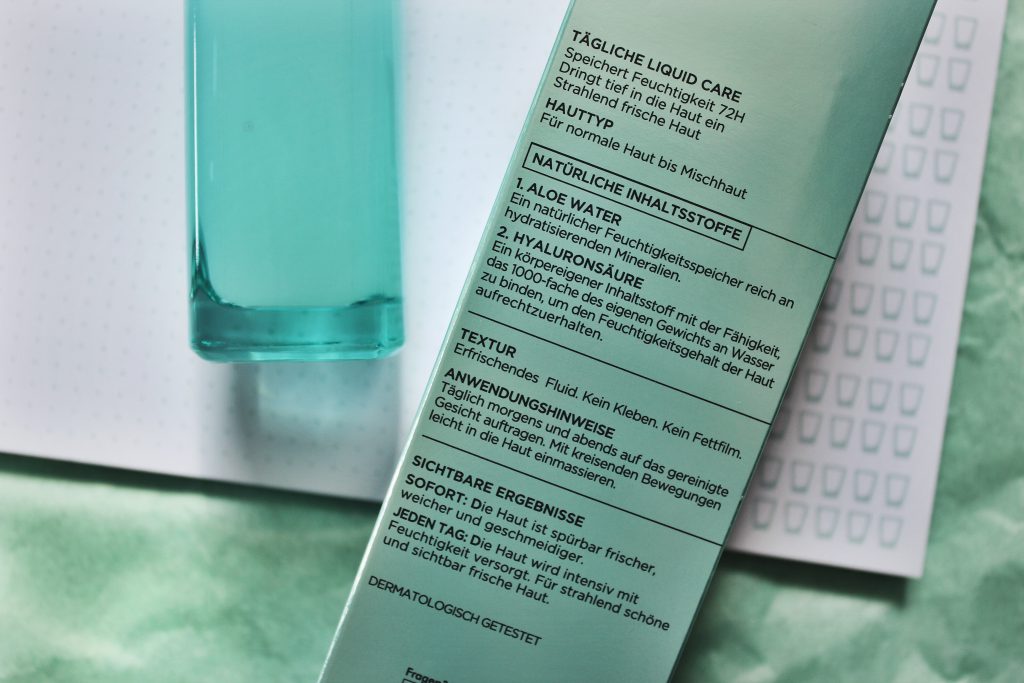 TÄGLICHE LIQUID CARE
Speichert Feuchtigkeit 72H
Dringt tief in die Haut ein
Strahlend frische Haut
HAUTTYP
Für normale Haut bis Mischhaut
NATÜRLICHE INHALTSSTOFFE
1. ALOE WATER
Ein natürlicher Feuchtigkeitsspeicher reich an
hydratisierenden Mineralien.
2. HYALURONSÄURE
Ein körpereigener Inhaltsstoff mit der Fähigkeit,
das 1000-fache des eigenen Gewichts an Wasser
zu binden, um den Feuchtigkeitsgehalt der Haut
aufrechtzuerhalten.
TEXTUR
Erfrischendes Fluid. Kein Kleben. Kein Fettfilm.
ANWENDUNGSHINWEISE
Täglich morgens und abends auf das gereinigte
Gesicht auftragen. Mit kreisenden Bewegungen
leicht in die Haut einmassieren.
SICHTBARE ERGEBNISSE
SOFORT: Die Haut ist spürbar frischer,
weicher und geschmeidiger.
JEDEN TAG: Die Haut wird intensiv mit
Feuchtigkeit versorgt. Für strahlend schöne
und sichtbar frische Haut.
DERMATOLOGISCH GETESTET